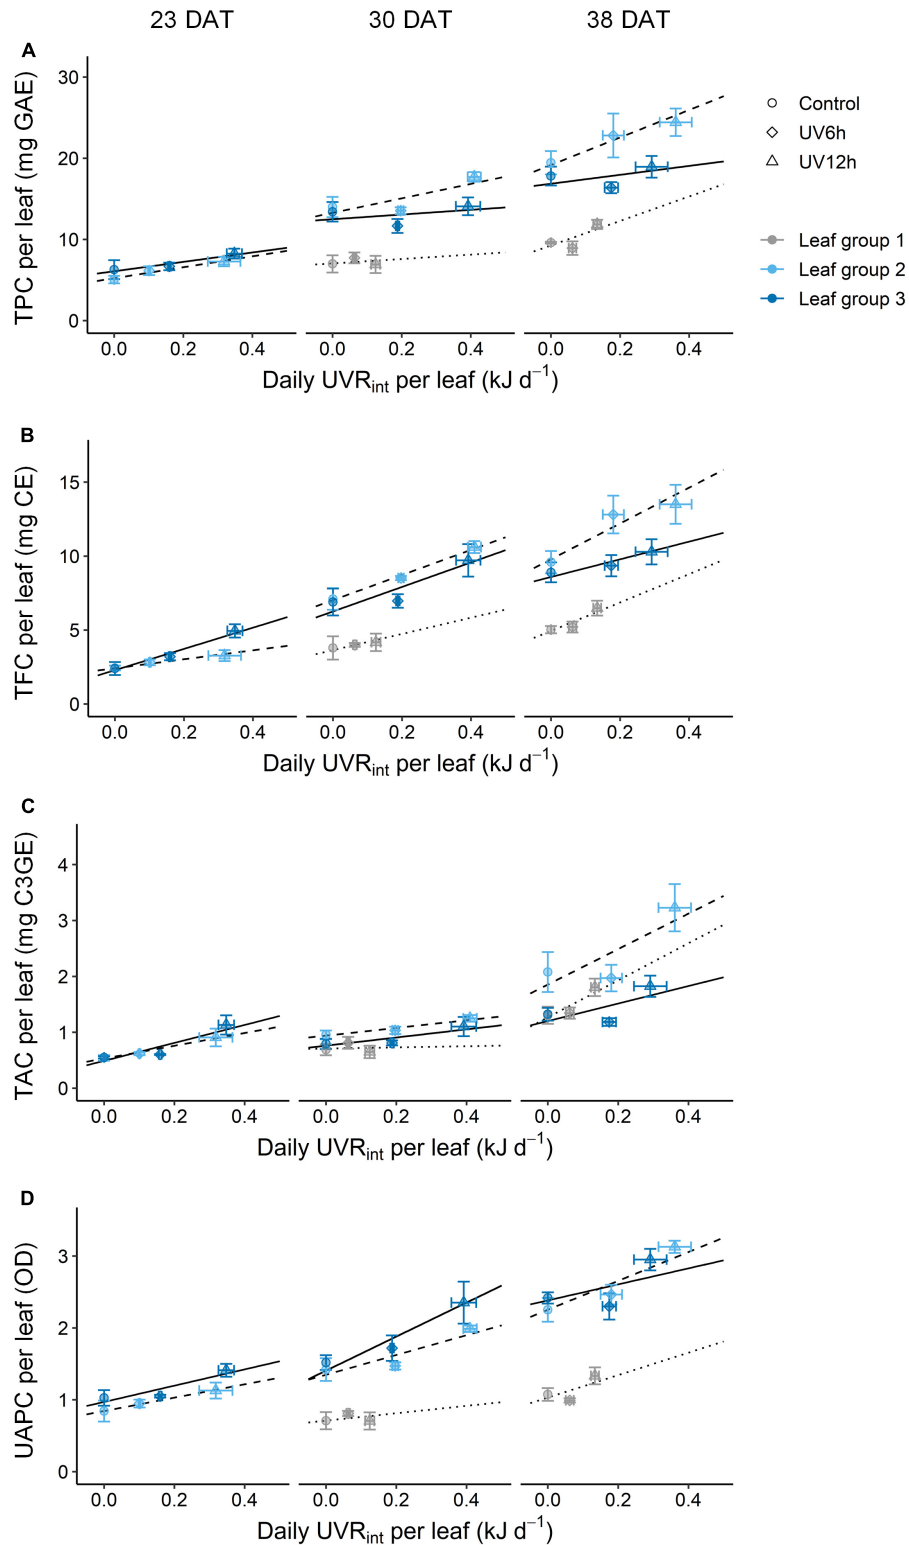 23 DAT 30 DAT 38 DAT
A
TPC per leaf (mg GAE)
30
20
10
0
0.0 0.2 0.4 0.0 0.2 0.4 0.0 0.2 0.4
Daily UVRint per leaf (kJ d−1)
Control
UV6h
UV12h
Leaf group 1
Leaf group 2
Leaf group 3
B
TFC per leaf (mg CE)
15
10
5
0
0.0 0.2 0.4 0.0 0.2 0.4 0.0 0.2 0.4
Daily UVRint per leaf (kJ d−1)
C
TAC per leaf (mg C3GE)
4
3
2
1
0
0.0 0.2 0.4 0.0 0.2 0.4 0.0 0.2 0.4
Daily UVRint per leaf (kJ d−1)
D
UAPC per leaf (OD)
3
2
1
0
0.0 0.2 0.4 0.0 0.2 0.4 0.0 0.2 0.4
Daily UVRint per leaf (kJ d−1)